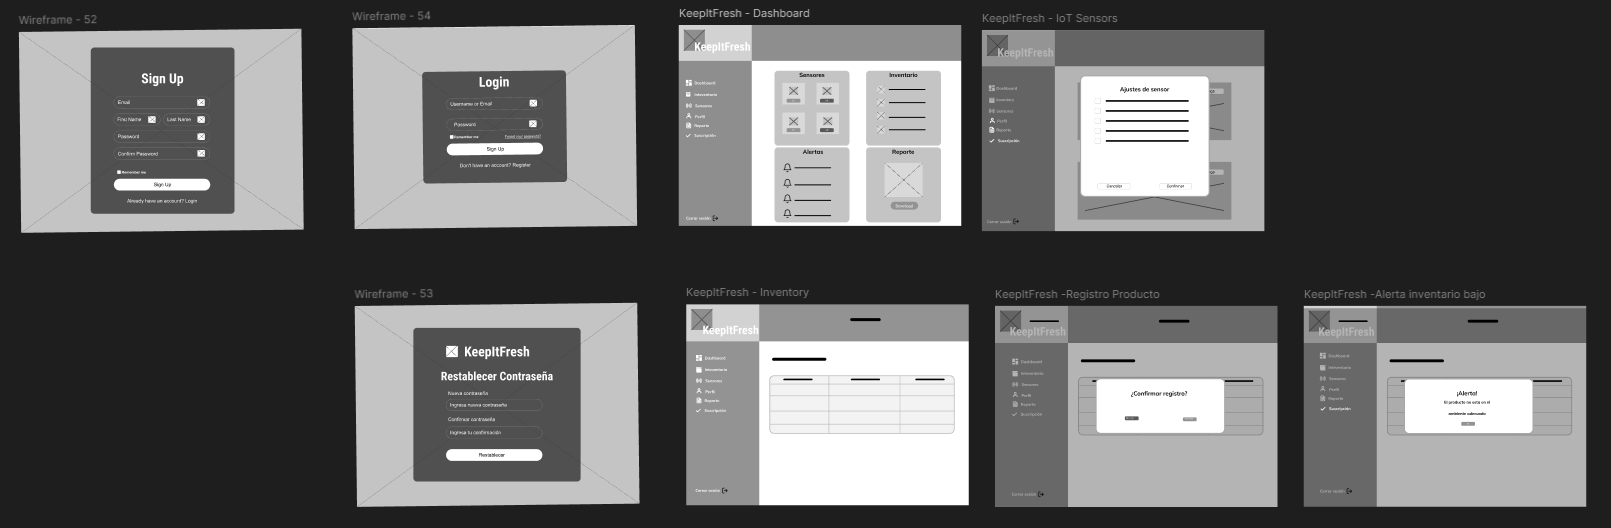 Wireframe - 52
Sign Up
Email
First Name
Last Name
Password
Confirm Password
Remember me
Sign Up
Already have an account? Login
Wireframe - 54
Login
Username or Email
Password
Remember me
Forgot your password?
Sign Up
Don't have an account? Register
KeepItFresh - Dashboard
KeepItFresh
Dashboard
Inventario
Sensores
Perfil
Reporte
Suscripción
Cerrar sesión
Sensores
Inventario
Alertas
Reporte
Download
KeepItFresh - IoT Sensors
KeepItFresh
Dashboard
Inventario
Sensores
Perfil
Reporte
Suscripción
Cerrar sesión
Ajustes de sensor
Cancelar
Confirmar
Wireframe - 53
KeepItFresh
Restablecer Contraseña
Nueva contraseña
Ingresa nueva contraseña
Confirmar contraseña
Ingresa tu confirmación
Restablecer
KeepItFresh - Inventory
KeepItFresh
Dashboard
Inventario
Sensores
Perfil
Reporte
Suscripción
Cerrar sesión
KeepItFresh -Registro Producto
KeepItFresh
Dashboard
Inventario
Sensores
Perfil
Reporte
Suscripción
Cerrar sesión
¿Confirmar registro?
KeepItFresh -Alerta inventario bajo
KeepItFresh
Dashboard
Inventario
Sensores
Perfil
Reporte
Suscripción
Cerrar sesión
¡Alerta!
El producto no esta en el
ambiente adecuado